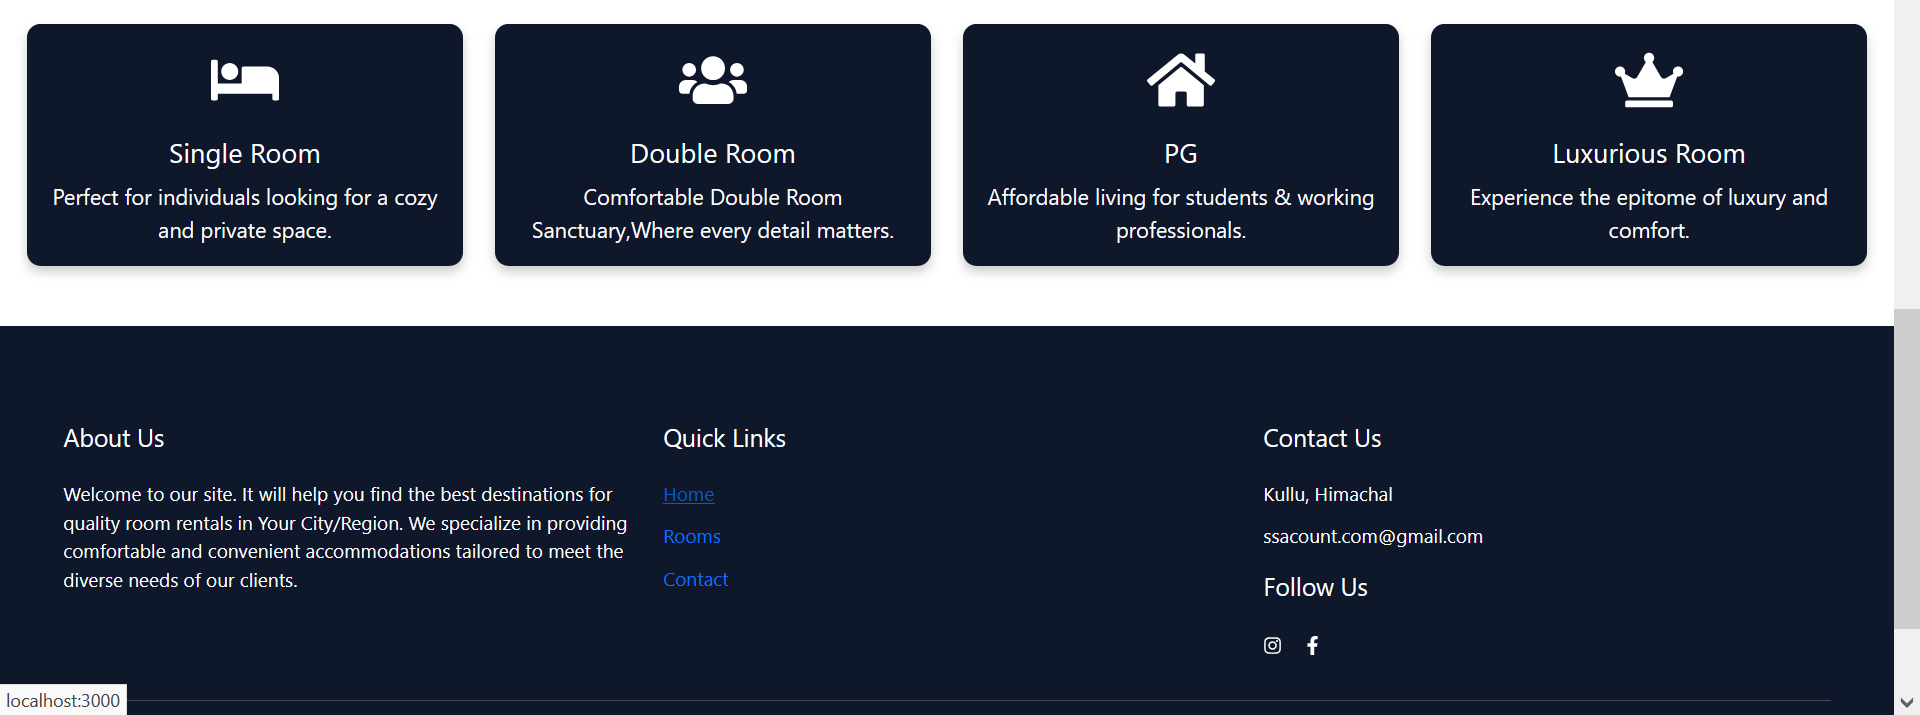 Single Room
Perfect for individuals looking for a cozy
and private space.
Double Room
Comfortable Double Room
Sanctuary,Where every detail matters.
PG
Affordable living for students & working
professionals.
Luxurious Room
Experience the epitome of luxury and
comfort.
About Us
Welcome to our site. It will help you find the best destinations for
quality room rentals in Your City/Region. We specialize in providing
comfortable and convenient accommodations tailored to meet the
diverse needs of our clients.
Quick Links
Home
Rooms
Contact
Contact Us
Kullu, Himachal
ssacount.com@gmail.com
Follow Us
localhost:3000